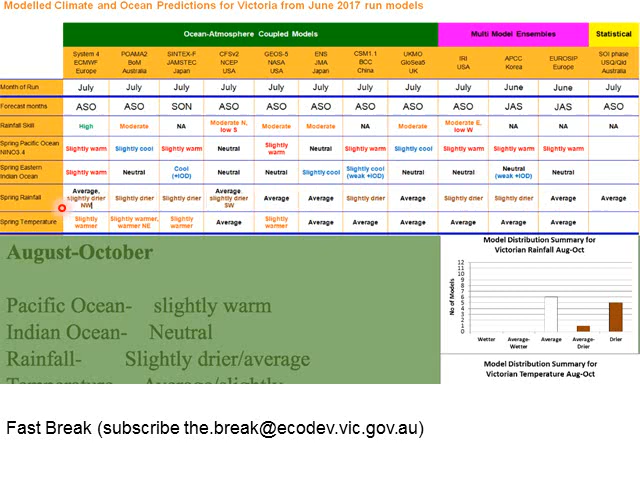 Modelled Climate and Ocean Predictions for Victoria from June 2017 run models
Ocean-Atmosphere Coupled Models Multi Model Ensembles Statistical
System 4 ECMWF Europe POAMA2 BoM Australia SINTEX-F JAMSTEC Japan CFSv2 NCEP USA GEOS-5 NASA USA ENS JMA Japan CSM1.1 BCC China UKMO GloSea5 UK IRI USA APCC Korea EUROSIP Europe SOI phase USQ/Qld Australia
Month of Run July July July July July July July July July June June July
Forecast months ASO ASO SON ASO ASO ASO ASO ASO ASO JAS JAS ASO
Rainfall Skill High Moderate NA Moderate N, low S Moderate Moderate NA Moderate Moderate E, low W NA NA NA
Spring Pacific Ocean NINO3.4 Slightly warm Slightly cool Slightly warm Neutral Slightly warm Neutral Slightly warm Slightly cool Slightly warm Slightly warm Slightly warm
Spring Eastern Indian Ocean Slightly warm Neutral Cool (+IOD) Neutral Neutral Slightly cool Slightly cool (weak +IOD) Neutral Neutral Neutral (weak +IOD) Neutral
Spring Rainfall Average, slightly drier NW Slightly drier Slightly drier Average, slightly drier SW Average Average Slightly drier Average Slightly drier Slightly drier Average Average
Spring Temperature Slightly warmer Slightly warmer, warmer NE Slightly warmer Average Slightly warmer Average Average Average Average Average Average
August-October
Pacific Ocean- slightly warm
Indian Ocean- Neutral
Rainfall- Slightly drier/average
Temperature- Average/slightly
Model Distribution Summary for
Victorian Rainfall Aug-Oct
No of Models
12
11
10
9
8
7
6
5
4
3
2
1
0
Wetter Average-Wetter Average Average-Drier Drier
Model Distribution Summary for
Victorian Temperature Aug-Oct
Fast Break (subscribe the.break@ecodev.vic.gov.au)